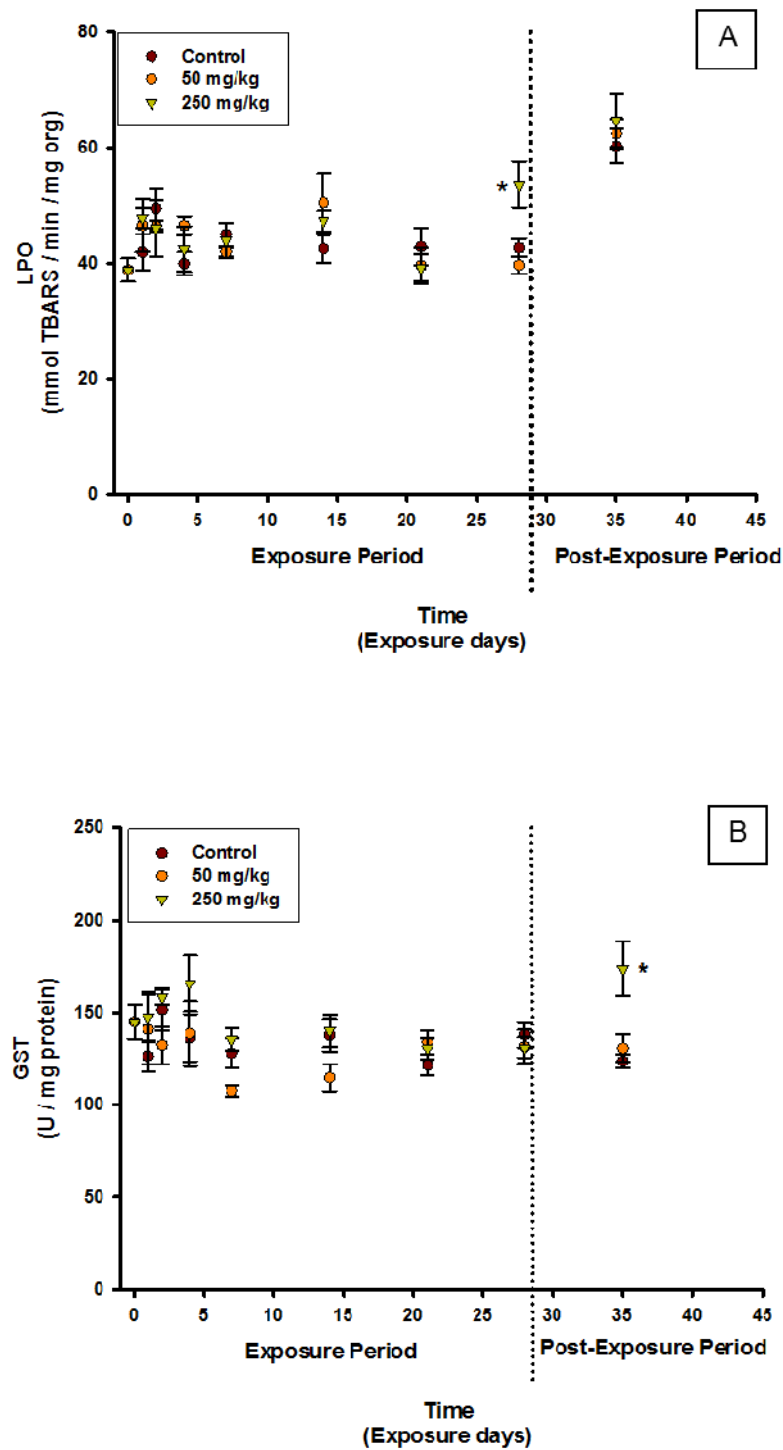 A
80
60
40
20
0
LPO
(mmol TBARS / min / mg org)
Control
50 mg/kg
250 mg/kg
*
0 5 10 15 20 25 30 35 40 45
Exposure Period Post-Exposure Period
Time
(Exposure days)
B
250
200
150
100
50
0
GST
(U / mg protein)
Control
50 mg/kg
250 mg/kg
*
0 5 10 15 20 25 30 35 40 45
Exposure Period Post-Exposure Period
Time
(Exposure days)